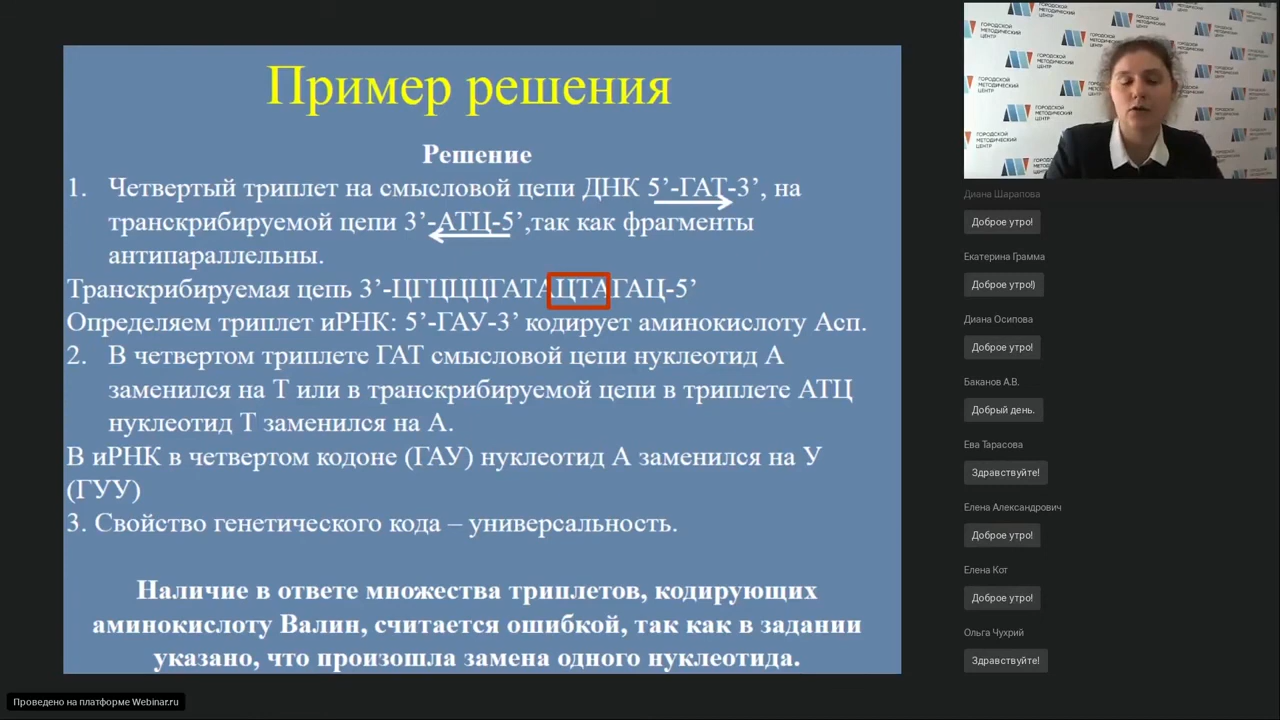 Пример решения
Решение
1. Четвертый триплет на смысловой цепи ДНК 5’-ГАТ-3’, на
транскрибируемой цепи 3’-АТЦ-5’,так как фрагменты
антипараллельны.
Транскрибируемая цепь 3’-ЦГЦЦЦГАТАЦТАГАЦ-5’
Определяем триплет иРНК: 5’-ГАУ-3’ кодирует аминокислоту Асп.
2. В четвертом триплете ГАТ смысловой цепи нуклеотид А
заменился на Т или в транскрибируемой цепи в триплете АТЦ
нуклеотид Т заменился на А.
В иРНК в четвертом кодоне (ГАУ) нуклеотид А заменился на У
(ГУУ)
3. Свойство генетического кода – универсальность.
Наличие в ответе множества триплетов, кодирующих
аминокислоту Валин, считается ошибкой, так как в задании
указано, что произошла замена одного нуклеотида.
ГОРОДСКОЙ
МЕТОДИЧЕСКИЙ
ЦЕНТР
Диана Шарапова
Доброе утро!
Екатерина Грамма
Доброе утро!)
Диана Осипова
Доброе утро!
Баканов А.В.
Добрый день.
Ева Тарасова
Здравствуйте!
Елена Александрович
Доброе утро!
Елена Кот
Доброе утро!
Ольга Чухрий
Здравствуйте!
Проведено на платформе Webinar.ru